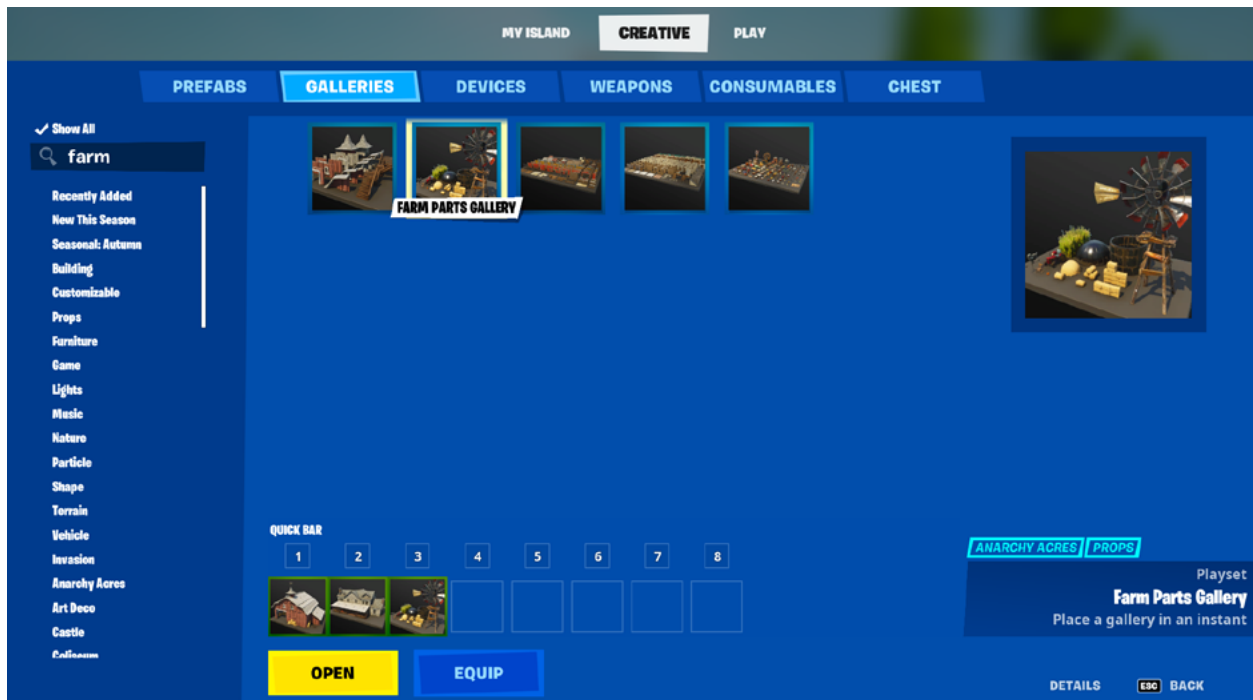 MY ISLAND CREATIVE PLAY
PREFABS GALLERIES DEVICES WEAPONS CONSUMABLES CHEST
Show All
farm
Recently Added
New This Season
Seasonal: Autumn
Building
Customizable
Props
Furniture
Game
Lights
Music
Nature
Particle
Shape
Terrain
Vehicle
Invasion
Anarchy Acres
Art Deco
Castle
Coliseum
FARM PARTS GALLERY
QUICK BAR
1 2 3 4 5 6 7 8
OPEN EQUIP
ANARCHY ACRES PROPS
Playset
Farm Parts Gallery
Place a gallery in an instant
DETAILS ESC BACK